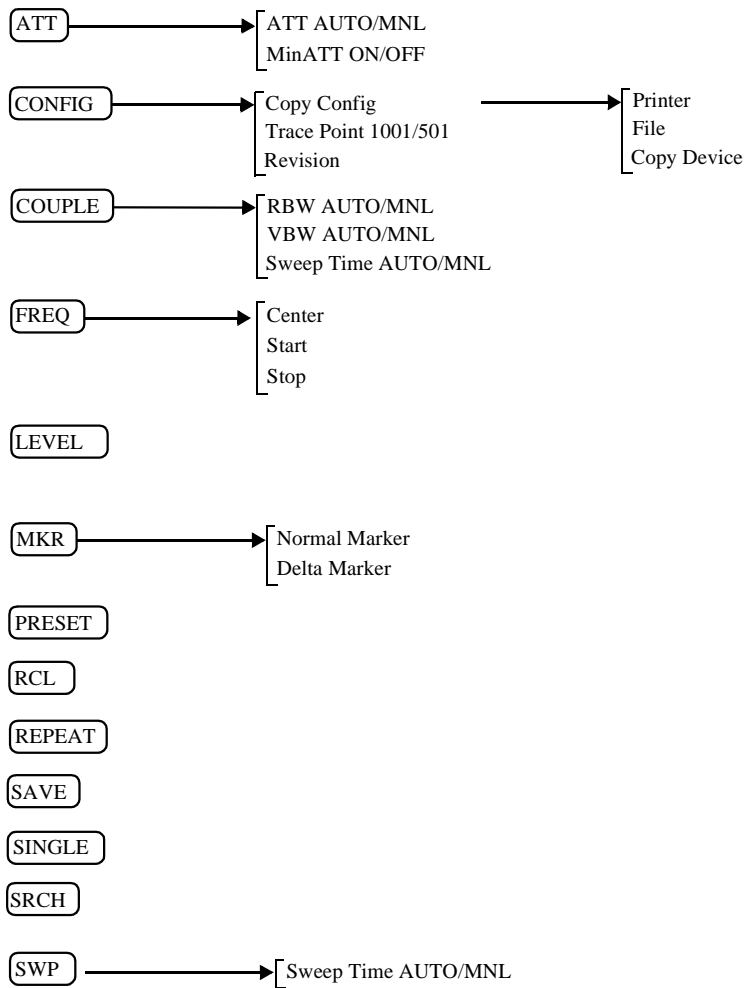 ATT
ATT AUTO/MNL
MinATT ON/OFF
CONFIG
Copy Config
Trace Point 1001/501
Revision
Printer
File
Copy Device
COUPLE
RBW AUTO/MNL
VBW AUTO/MNL
Sweep Time AUTO/MNL
FREQ
Center
Start
Stop
LEVEL
MKR
Normal Marker
Delta Marker
PRESET
RCL
REPEAT
SAVE
SINGLE
SRCH
SWP
Sweep Time AUTO/MNL